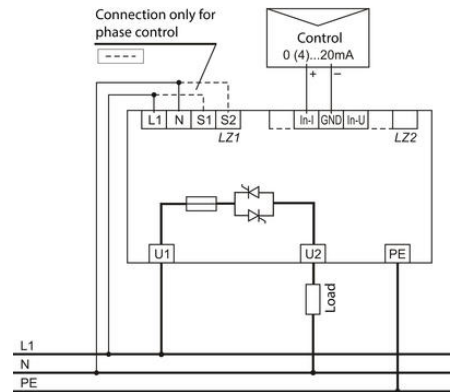 Connection only for
phase control
Control
0 (4)...20mA
+ –
L1 N S1 S2 In-I GND In-U
LZ1 LZ2
U1 U2 PE
Load
L1
N
PE